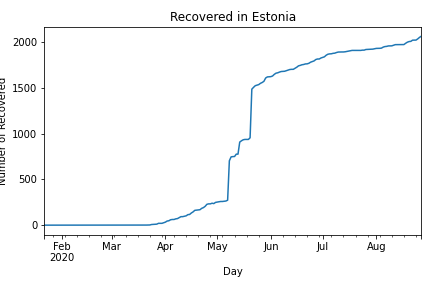 Recovered in Estonia
Number of Recovered
2000
1500
1000
500
0
Feb
2020
Mar
Apr
May
Jun
Jul
Aug
Day